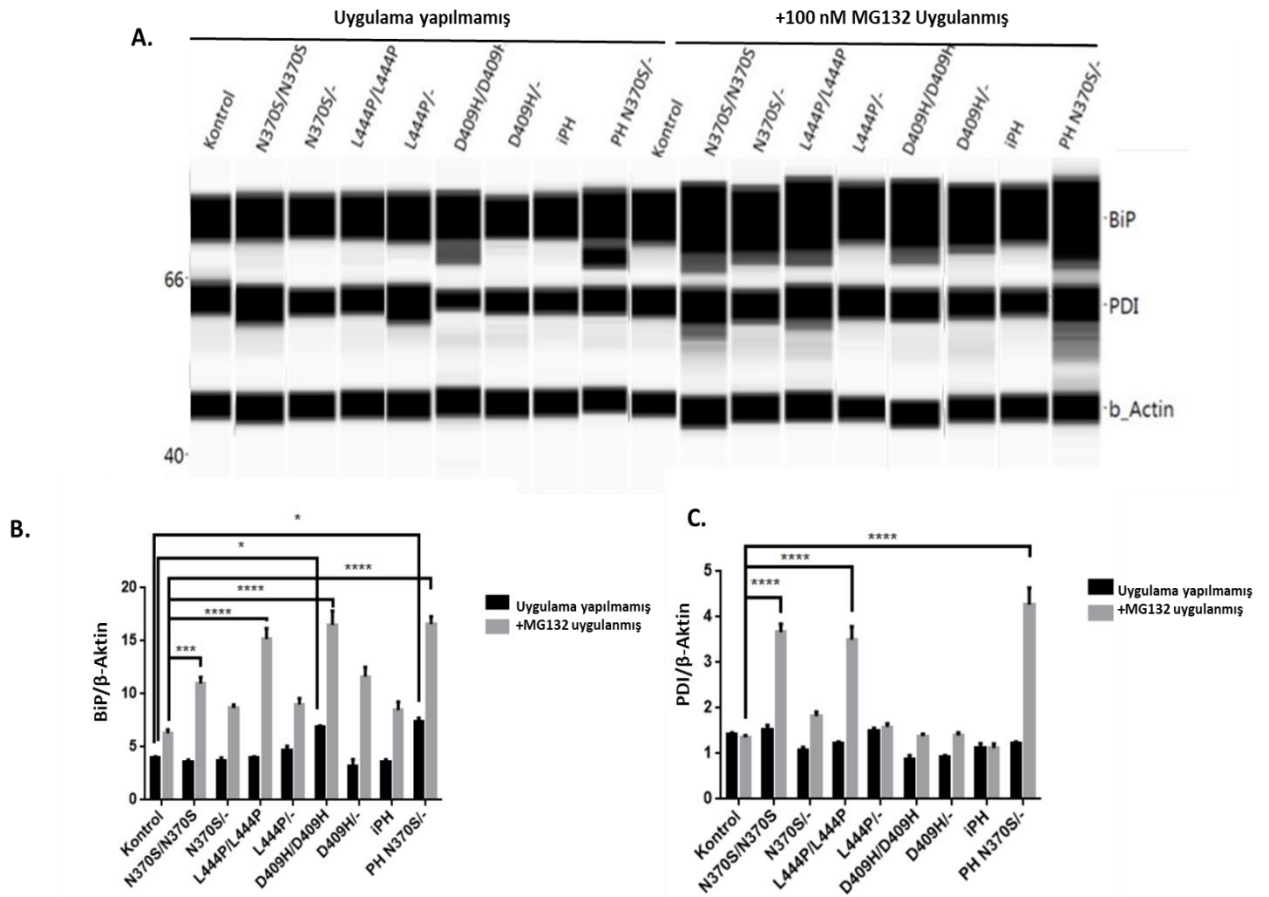 Uygulama yapılmamış
+100 nM MG132 Uygulanmış
A.
Kontrol
N370S/N370S
N370S/-
L444P/L444P
L444P/-
D409H/D409H
D409H/-
iPH
PH N370S/-
Kontrol
N370S/N370S
N370S/-
L444P/L444P
L444P/-
D409H/D409H
D409H/-
iPH
PH N370S/-
BiP
66
PDI
b_Actin
40
B.
*
*
****
****
****
***
20
15
10
5
0
BiP/β-Aktin
Uygulama yapılmamış
+MG132 uygulanmış
Kontrol
N370S/N370S
N370S/-
L444P/L444P
L444P/-
D409H/D409H
D409H/-
iPH
PH N370S/-
C.
****
****
****
5
4
3
2
1
0
PDI/β-Aktin
Uygulama yapılmamış
+MG132 uygulanmış
Kontrol
N370S/N370S
N370S/-
L444P/L444P
L444P/-
D409H/D409H
D409H/-
iPH
PH N370S/-